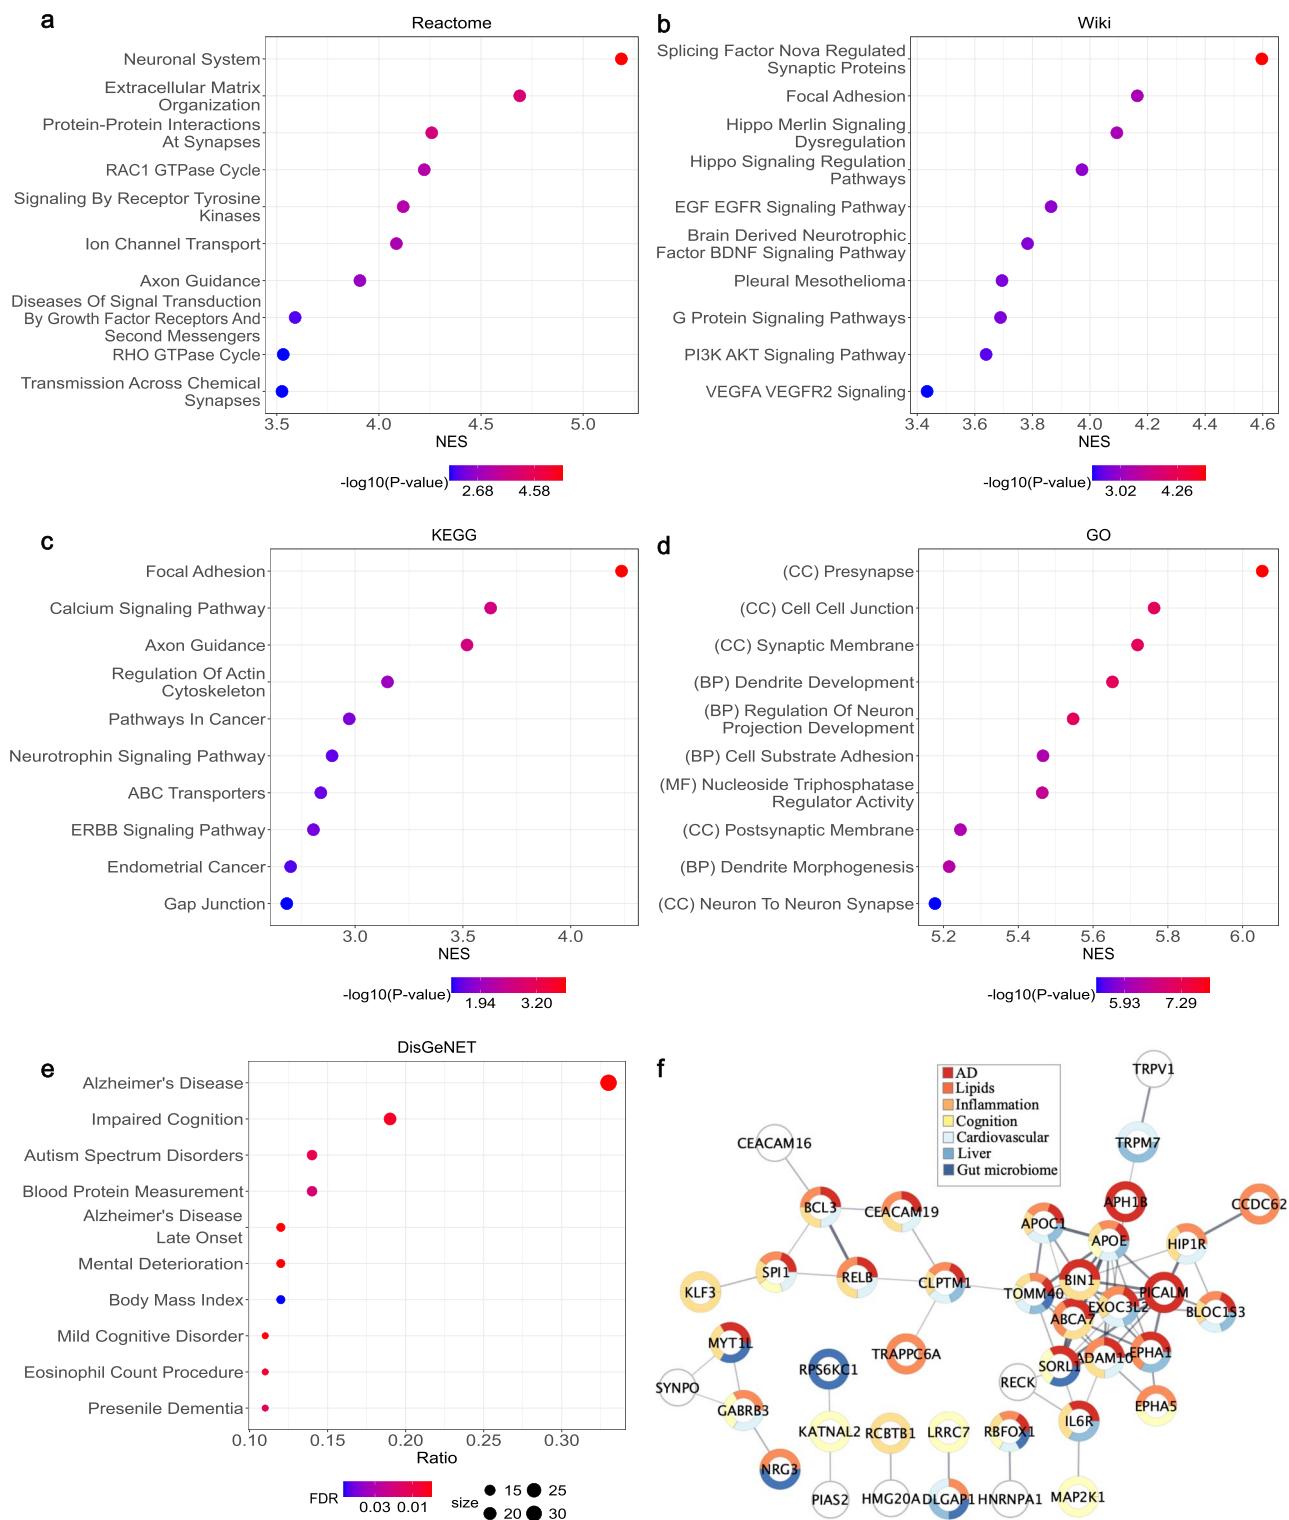 a
Reactome
Neuronal System
Extracellular Matrix
Organization
Protein-Protein Interactions
At Synapses
RAC1 GTPase Cycle
Signaling By Receptor Tyrosine
Kinases
Ion Channel Transport
Axon Guidance
Diseases Of Signal Transduction
By Growth Factor Receptors And
Second Messengers
RHO GTPase Cycle
Transmission Across Chemical
Synapses
3.5 4.0 4.5 5.0
NES
-log10(P-value)
2.68 4.58
b
Wiki
Splicing Factor Nova Regulated
Synaptic Proteins
Focal Adhesion
Hippo Merlin Signaling
Dysregulation
Hippo Signaling Regulation
Pathways
EGF EGFR Signaling Pathway
Brain Derived Neurotrophic
Factor BDNF Signaling Pathway
Pleural Mesothelioma
G Protein Signaling Pathways
PI3K AKT Signaling Pathway
VEGFA VEGFR2 Signaling
3.4 3.6 3.8 4.0 4.2 4.4 4.6
NES
-log10(P-value)
3.02 4.26
c
KEGG
Focal Adhesion
Calcium Signaling Pathway
Axon Guidance
Regulation Of Actin
Cytoskeleton
Pathways In Cancer
Neurotrophin Signaling Pathway
ABC Transporters
ERBB Signaling Pathway
Endometrial Cancer
Gap Junction
3.0 3.5 4.0
NES
-log10(P-value)
1.94 3.20
d
GO
(CC) Presynapse
(CC) Cell Cell Junction
(CC) Synaptic Membrane
(BP) Dendrite Development
(BP) Regulation Of Neuron
Projection Development
(BP) Cell Substrate Adhesion
(MF) Nucleoside Triphosphatase
Regulator Activity
(CC) Postsynaptic Membrane
(BP) Dendrite Morphogenesis
(CC) Neuron To Neuron Synapse
5.2 5.4 5.6 5.8 6.0
NES
-log10(P-value)
5.93 7.29
e
DisGeNET
Alzheimer's Disease
Impaired Cognition
Autism Spectrum Disorders
Blood Protein Measurement
Alzheimer's Disease
Late Onset
Mental Deterioration
Body Mass Index
Mild Cognitive Disorder
Eosinophil Count Procedure
Presenile Dementia
0.10 0.15 0.20 0.25 0.30
Ratio
FDR
0.03 0.01
size
15 25
20 30
f
AD
Lipids
Inflammation
Cognition
Cardiovascular
Liver
Gut microbiome
TRPV1
CEACAM16
TRPM7
APH1B
CCDC62
BCL3
CEACAM19
APOC1
APOE
HIP1R
SPI1
RELB
CLPTM1
BIN1
KLF3
TOMM40
PICALM
EXOC3L2
ABCA7
BLOC1S3
MYT1L
TRAPPC6A
EPHA1
ADAM10
SORL1
RPS6KC1
SYNPO
RECK
GABRB3
EPHA5
IL6R
KATNAL2
RCBTB1
LRRC7
RBFOX1
NRG3
PIAS2
HMG20A
DLGAP1
HNRNPA1
MAP2K1